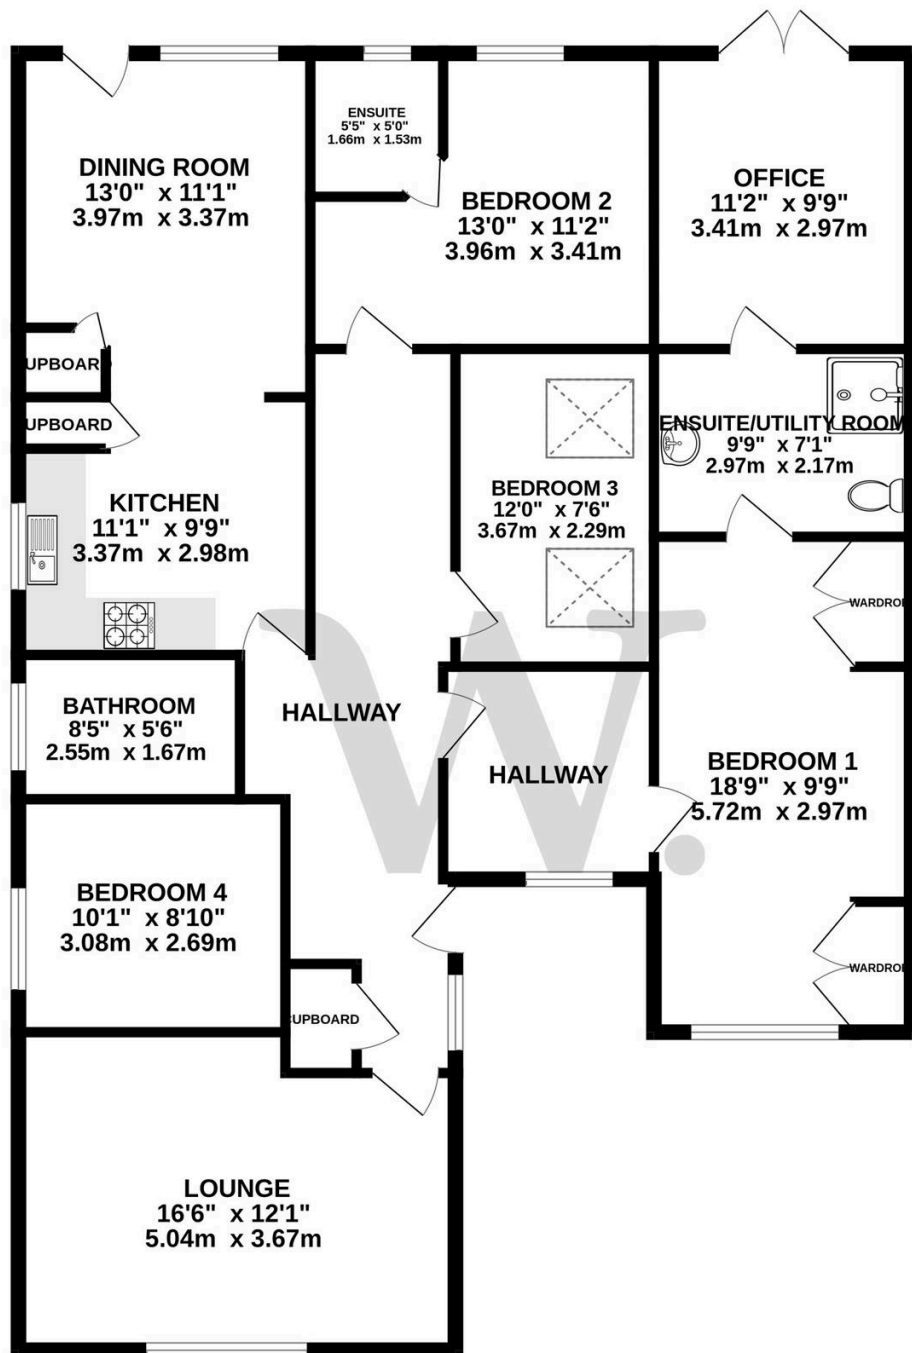 ENSUITE
5'5" x 5'0"
1.66m x 1.53m
DINING ROOM
13'0" x 11'1"
3.97m x 3.37m
BEDROOM 2
13'0" x 11'2"
3.96m x 3.41m
OFFICE
11'2" x 9'9"
3.41m x 2.97m
UPBOARD
UPBOARD
ENSUITE/UTILITY ROOM
9'9" x 7'1"
2.97m x 2.17m
KITCHEN
11'1" x 9'9"
3.37m x 2.98m
BEDROOM 3
12'0" x 7'6"
3.67m x 2.29m
WARDROB
BATHROOM
8'5" x 5'6"
2.55m x 1.67m
HALLWAY
HALLWAY
BEDROOM 1
18'9" x 9'9"
5.72m x 2.97m
W.
BEDROOM 4
10'1" x 8'10"
3.08m x 2.69m
WARDROB
CUPBOARD
LOUNGE
16'6" x 12'1"
5.04m x 3.67m